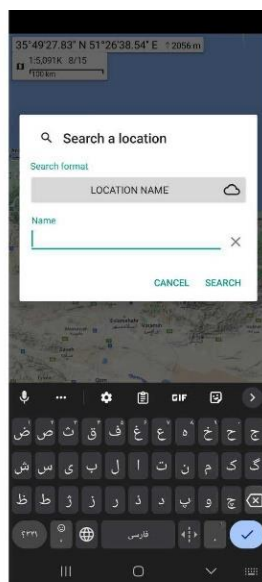 35°49'27.83" N 51°26'38.54" E ↑2056 m
1:5,091K 8/15
100 km
Search a location
Search format
LOCATION NAME
Name
CANCEL SEARCH
GIF
ض ص ث ق ف غ ع ه خ ح ج
ش س ی ب ل ا ت ن م ک گ
ظ ط ژ ز ر ذ د پ و چ
؟۳۲۱ ، فارسی .